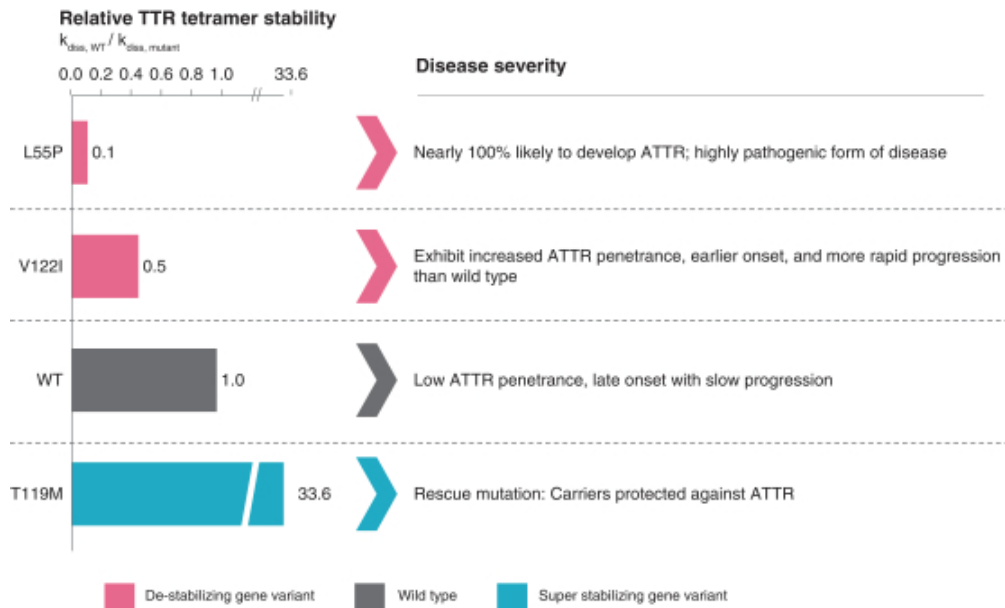 Relative TTR tetramer stability
k diss, WT / k diss, mutant
0.0 0.2 0.4 0.6 0.8 1.0 33.6
Disease severity
L55P
0.1
Nearly 100% likely to develop ATTR; highly pathogenic form of disease
V122I
0.5
Exhibit increased ATTR penetrance, earlier onset, and more rapid progression
than wild type
WT
1.0
Low ATTR penetrance, late onset with slow progression
T119M
33.6
Rescue mutation: Carriers protected against ATTR
De-stabilizing gene variant
Wild type
Super stabilizing gene variant